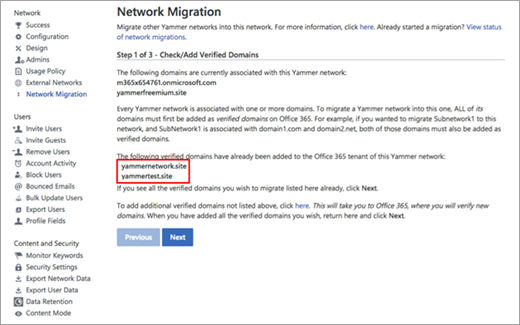 Network
Success
Configuration
Design
Admins
Usage Policy
External Networks
Network Migration
Users
Invite Users
Invite Guests
Remove Users
Account Activity
Block Users
Bounced Emails
Bulk Update Users
Export Users
Profile Fields
Content and Security
Monitor Keywords
Security Settings
Export Network Data
Export User Data
Data Retention
Content Mode
Network Migration
Migrate other Yammer networks into this network. For more information, click here. Already started a migration? View status
of network migrations.
Step 1 of 3 - Check/Add Verified Domains
The following domains are currently associated with this Yammer network:
m365x654761.onmicrosoft.com
yammerfreemium.site
Every Yammer network is associated with one or more domains. To migrate a Yammer network into this one, ALL of its
domains must first be added as verified domains on Office 365. For example, if you wanted to migrate Subnetwork1 to this
network, and SubNetwork1 is associated with domain1.com and domain2.net, both of those domains must also be added as
verified domains.
The following verified domains have already been added to the Office 365 tenant of this Yammer network:
yammernetwork.site
yammertest.site
If you see all the verified domains you wish to migrate listed here already, click Next.
To add additional verified domains not listed above, click here. This will take you to Office 365, where you will verify new
domains. When you have added all the verified domains you wish, return here and click Next.
Previous
Next